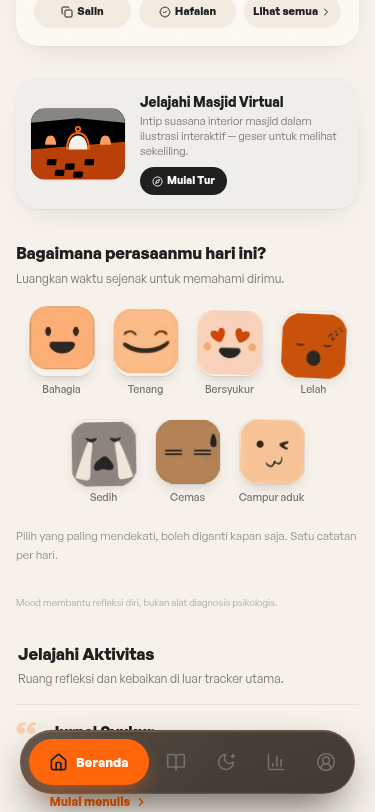 Salin
Hafalan
Lihat semua
Jelajahi Masjid Virtual
Intip suasana interior masjid dalam
ilustrasi interaktif — geser untuk melihat
sekeliling.
Mulai Tur
Bagaimana perasaanmu hari ini?
Luangkan waktu sejenak untuk memahami dirimu.
zzz
Bahagia
Tenang
Bersyukur
Lelah
Sedih
Cemas
Campur aduk
Pilih yang paling mendekati, boleh diganti kapan saja. Satu catatan
per hari.
Mood membantu refleksi diri, bukan alat diagnosis psikologis.
Jelajahi Aktivitas
Ruang refleksi dan kebaikan di luar tracker utama.
Jurnal Syukur
Beranda
Mulai menulis